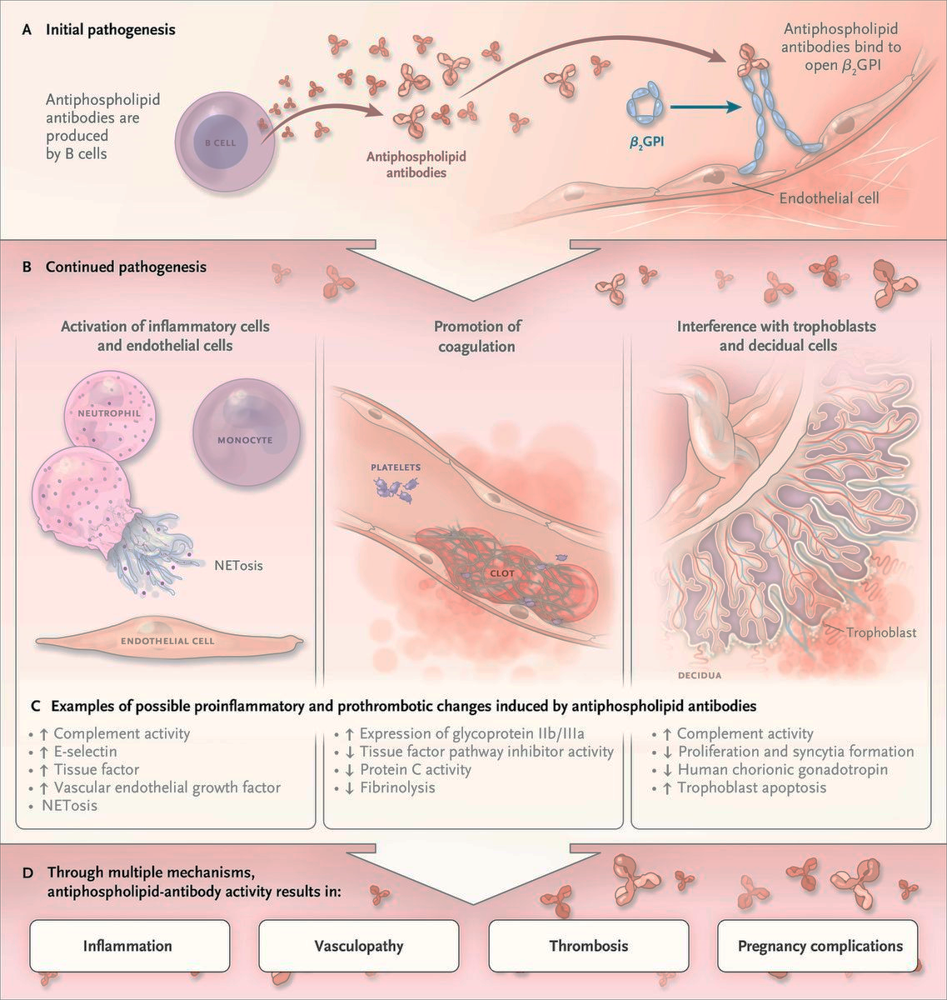 A Initial pathogenesis
Antiphospholipid
antibodies are
produced
by B cells
B CELL
Antiphospholipid
antibodies
β₂GPI
Antiphospholipid
antibodies bind to
open β₂GPI
Endothelial cell
B Continued pathogenesis
Activation of inflammatory cells
and endothelial cells
NEUTROPHIL
MONOCYTE
NETosis
ENDOTHELIAL CELL
Promotion of
coagulation
PLATELETS
CLOT
Interference with trophoblasts
and decidual cells
Trophoblast
DECIDUA
C Examples of possible proinflammatory and prothrombotic changes induced by antiphospholipid antibodies
• ↑ Complement activity
• ↑ E-selectin
• ↑ Tissue factor
• ↑ Vascular endothelial growth factor
• NETosis
• ↑ Expression of glycoprotein IIb/IIIa
• ↓ Tissue factor pathway inhibitor activity
• ↓ Protein C activity
• ↓ Fibrinolysis
• ↑ Complement activity
• ↓ Proliferation and syncytia formation
• ↓ Human chorionic gonadotropin
• ↑ Trophoblast apoptosis
D Through multiple mechanisms,
antiphospholipid-antibody activity results in:
Inflammation
Vasculopathy
Thrombosis
Pregnancy complications